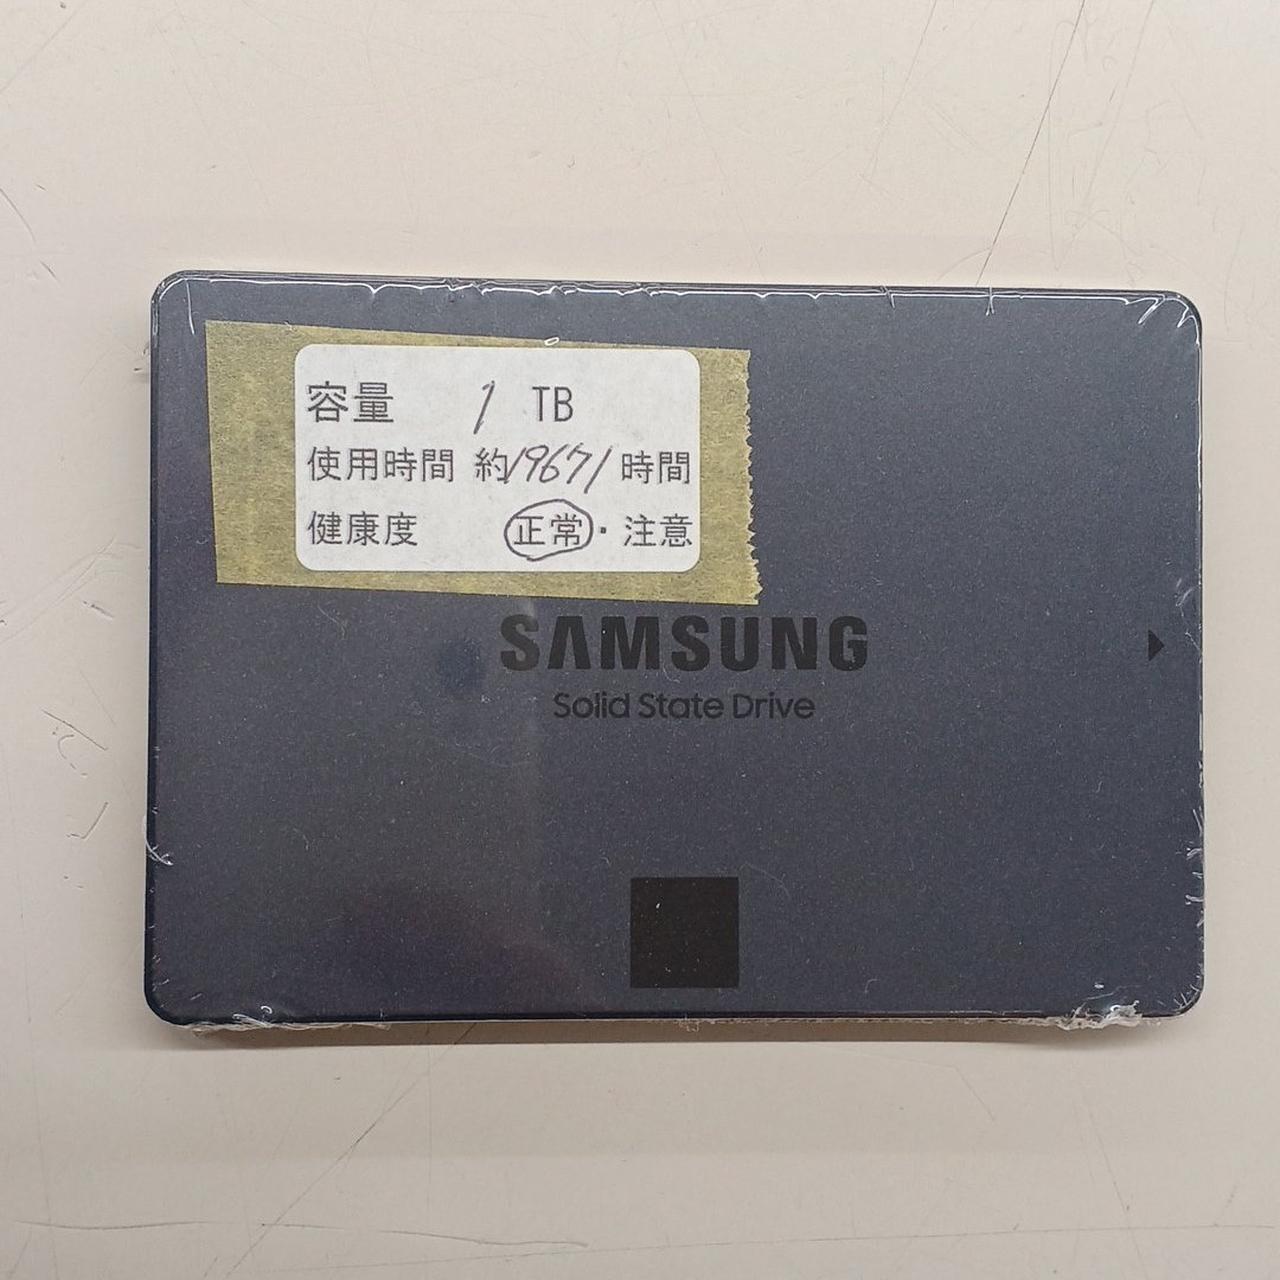 容量 1 TB
使用時間 約19671時間
健康度 正常・注意
SAMSUNG
Solid State Drive